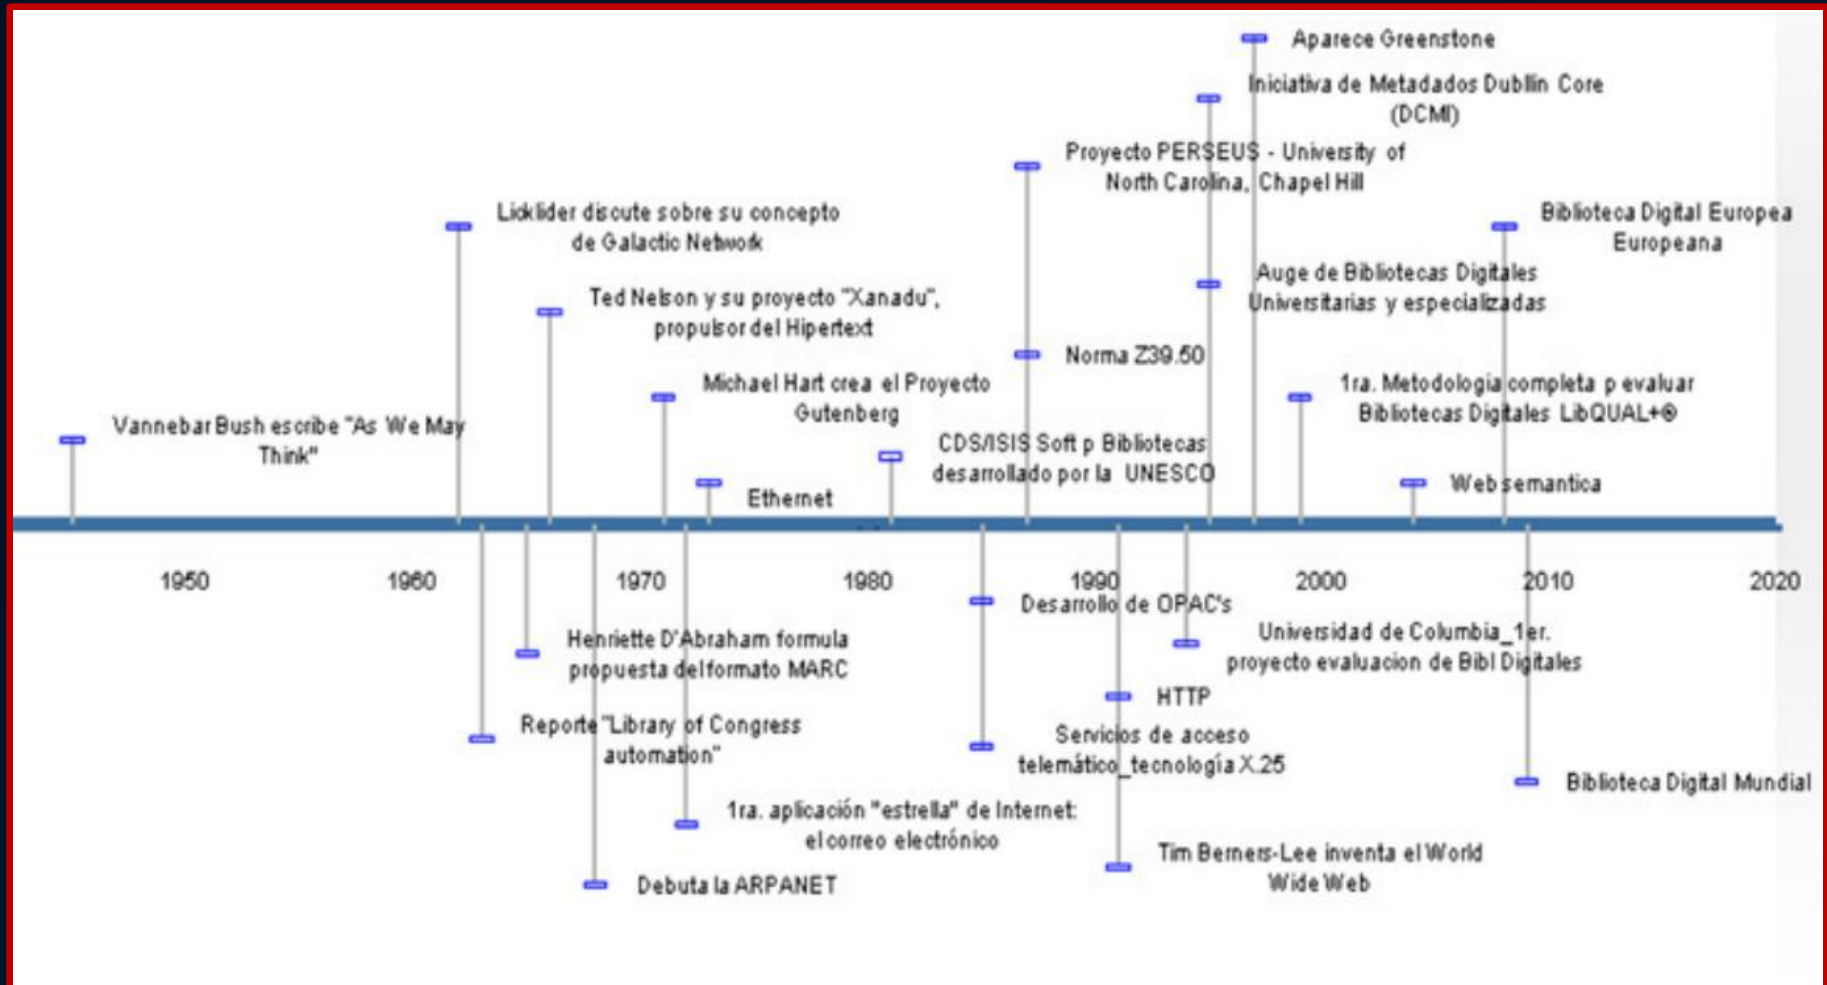 Aparece Greenstone
Iniciativa de Metadados Dubllin Core
(DCMI)
Proyecto PERSEUS - University of
North Carolina, Chapel Hill
Licklider discute sobre su concepto
de Galactic Network
Biblioteca Digital Europea
Europeana
Auge de Bibliotecas Digitales
Universitarias y especializadas
Ted Nelson y su proyecto "Xanadu",
propulsor del Hipertext
Norma Z39.50
Michael Hart crea el Proyecto
Gutenberg
1ra. Metodologia completa p evaluar
Bibliotecas Digitales LibQUAL+®
Vannebar Bush escribe "As We May
Think"
CDS/ISIS Soft p Bibliotecas
desarrollado por la UNESCO
Ethernet
Web semantica
1950
1960
1970
1980
1990
2000
2010
2020
Desarrollo de OPAC's
Henriette D'Abraham formula
propuesta del formato MARC
Universidad de Columbia_1er.
proyecto evaluacion de Bibl Digitales
HTTP
Reporte "Library of Congress
automation"
Servicios de acceso
telemático_tecnología X.25
Biblioteca Digital Mundial
1ra. aplicación "estrella" de Internet:
el correo electrónico
Tim Berners-Lee inventa el World
Wide Web
Debuta la ARPANET